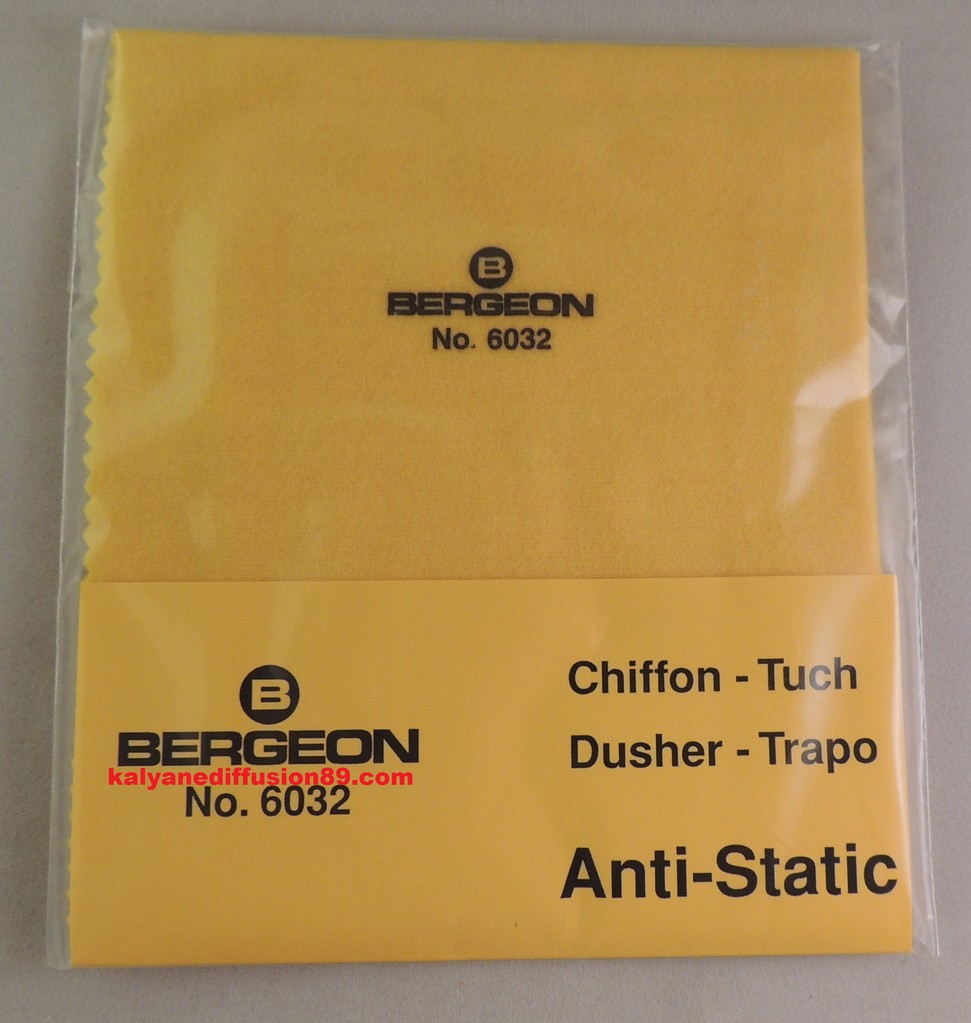 B
BERGEON
No. 6032
B
BERGEON
kalyanediffusion89.com
No. 6032
Chiffon - Tuch
Dusher - Trapo
Anti-Static